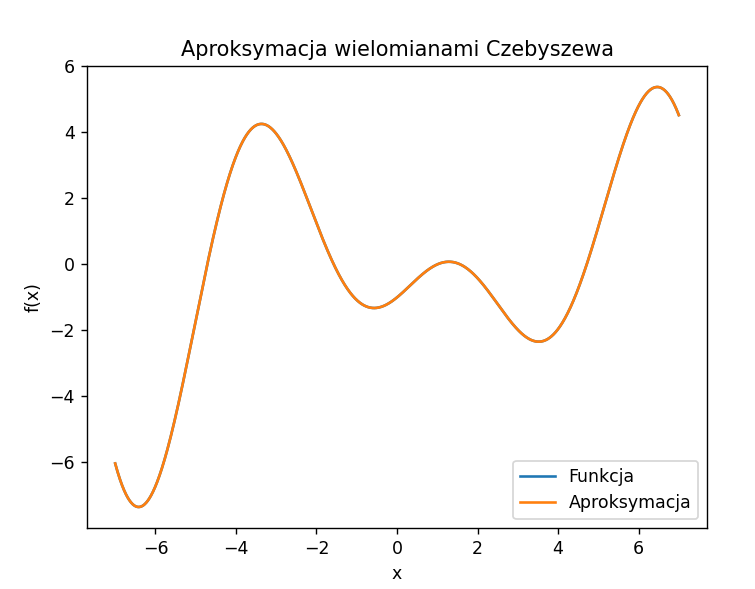 Aproksymacja wielomianami Czebyszewa
6
4
2
0
−2
−4
−6
f(x)
−6 −4 −2 0 2 4 6
x
Funkcja
Aproksymacja